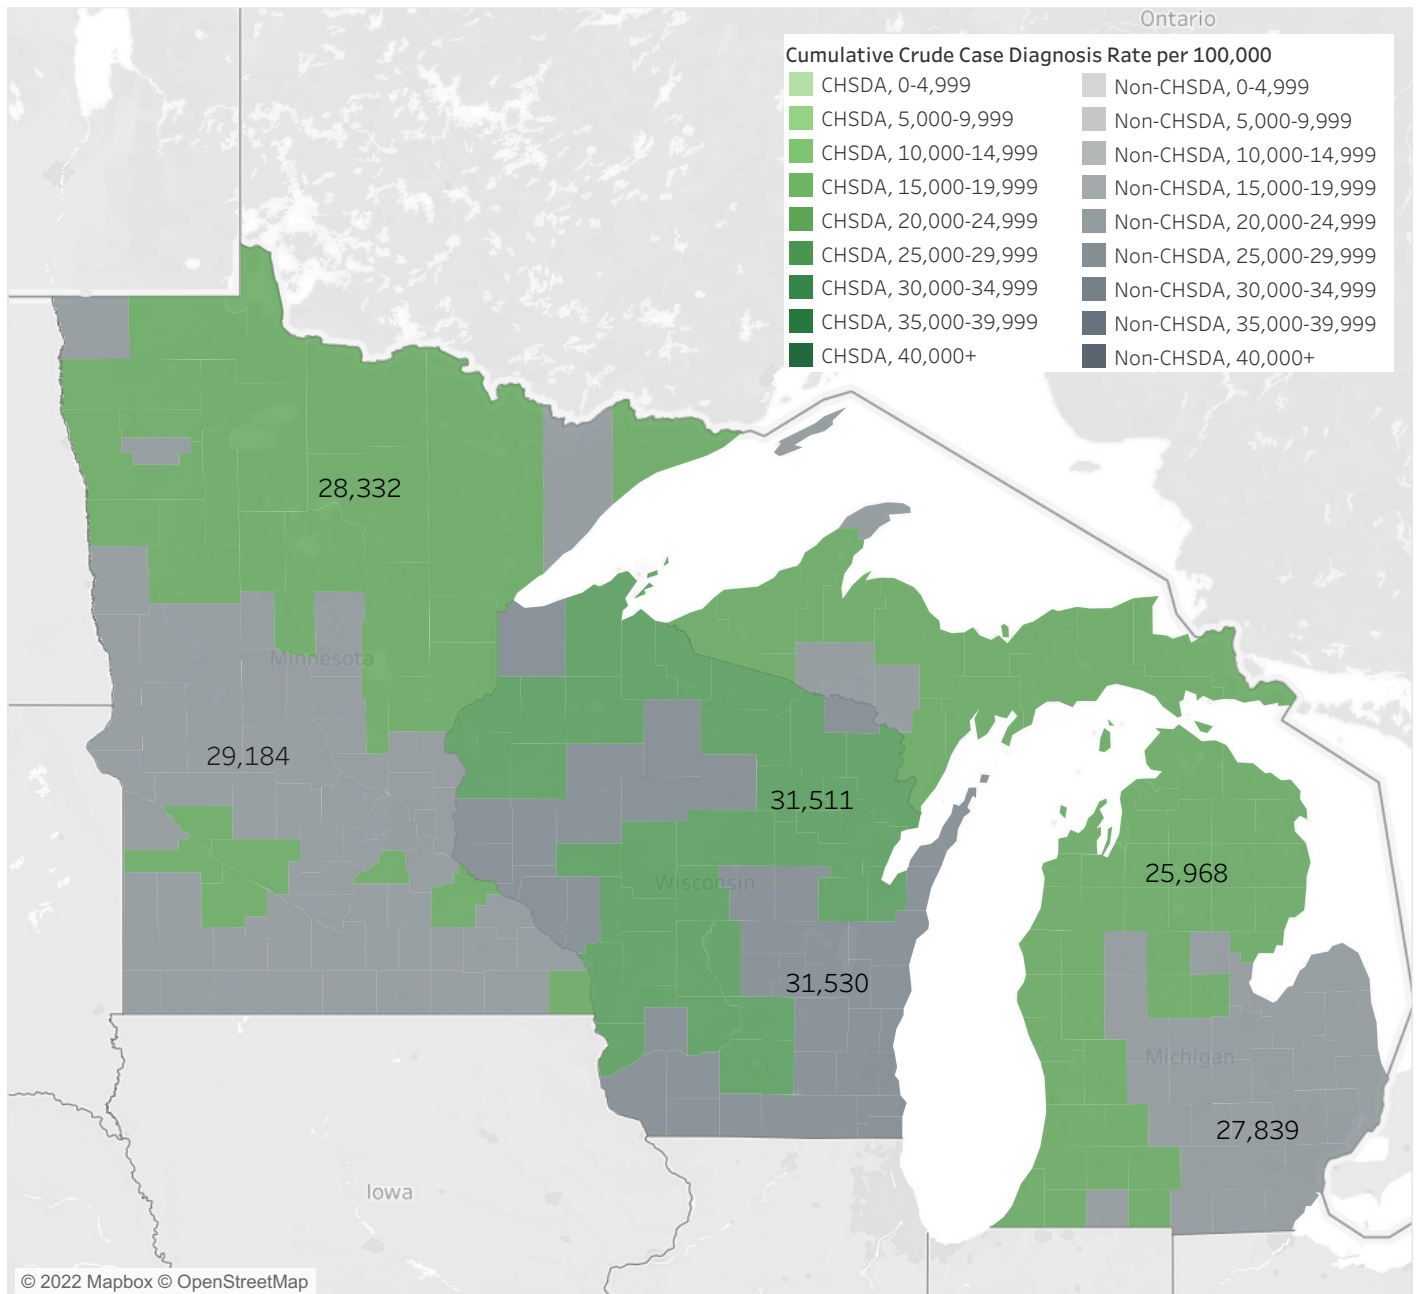 Ontario
Cumulative Crude Case Diagnosis Rate per 100,000
CHSDA, 0-4,999
CHSDA, 5,000-9,999
CHSDA, 10,000-14,999
CHSDA, 15,000-19,999
CHSDA, 20,000-24,999
CHSDA, 25,000-29,999
CHSDA, 30,000-34,999
CHSDA, 35,000-39,999
CHSDA, 40,000+
Non-CHSDA, 0-4,999
Non-CHSDA, 5,000-9,999
Non-CHSDA, 10,000-14,999
Non-CHSDA, 15,000-19,999
Non-CHSDA, 20,000-24,999
Non-CHSDA, 25,000-29,999
Non-CHSDA, 30,000-34,999
Non-CHSDA, 35,000-39,999
Non-CHSDA, 40,000+
28,332
Minnesota
29,184
31,511
25,968
Wisconsin
31,530
Michigan
27,839
Iowa
© 2022 Mapbox © OpenStreetMap